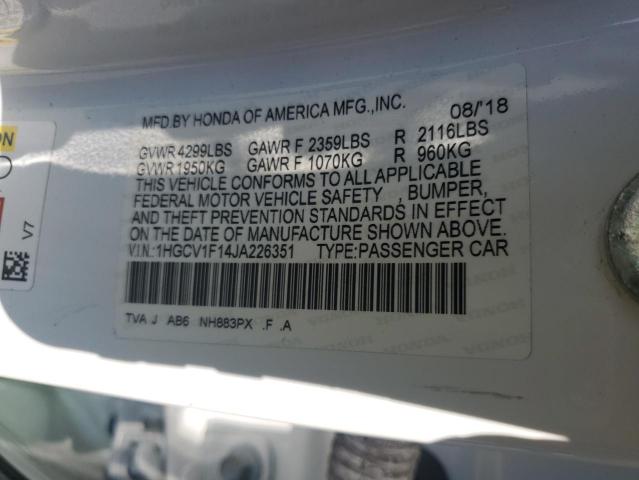 MFD.BY HONDA OF AMERICA MFG.,INC. 08/'18
GVWR 4299LBS GAWR F 2359LBS R 2116LBS
GVWR 1950KG GAWR F 1070KG R 960KG
THIS VEHICLE CONFORMS TO ALL APPLICABLE
FEDERAL MOTOR VEHICLE SAFETY , BUMPER,
AND THEFT PREVENTION STANDARDS IN EFFECT
ON THE DATE OF MANUFACTURE SHOWN ABOVE.
V.I.N.:1HGCV1F14JA226351 TYPE:PASSENGER CAR
TVA J AB6 NH883PX .F .A
V7